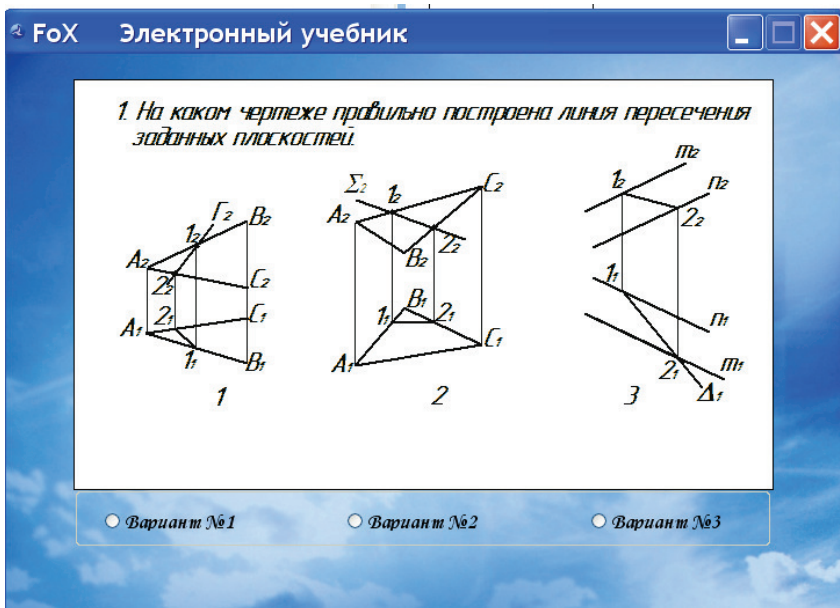 FoX Электронный учебник
1. На каком чертеже правильно построена линия пересечения
заданных плоскостей.
Г₂
1₂
B₂
A₂
2₂
C₂
2₁
C₁
A₁
1₁
B₁
1
Σ₂
1₂
C₂
A₂
B₂
2₂
B₁
1₁
2₁
A₁
C₁
2
m₂
1₂
n₂
2₂
1₁
n₁
2₁
m₁
Δ₁
3
Вариант №1
Вариант №2
Вариант №3